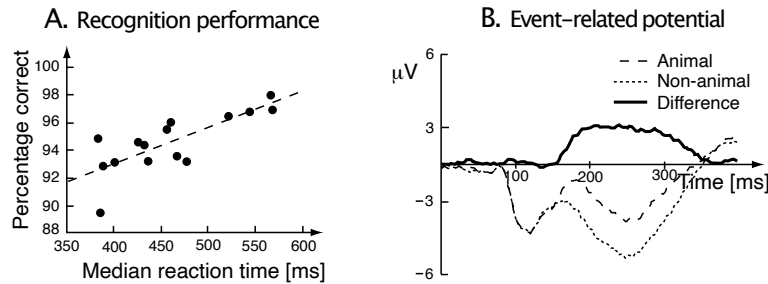 A. Recognition performance
Percentage correct
100
98
96
94
92
90
88
350
400
450
500
550
600
Median reaction time [ms]
B. Event–related potential
μV
6
3
−3
−6
Animal
Non-animal
Difference
100
200
300
Time [ms]